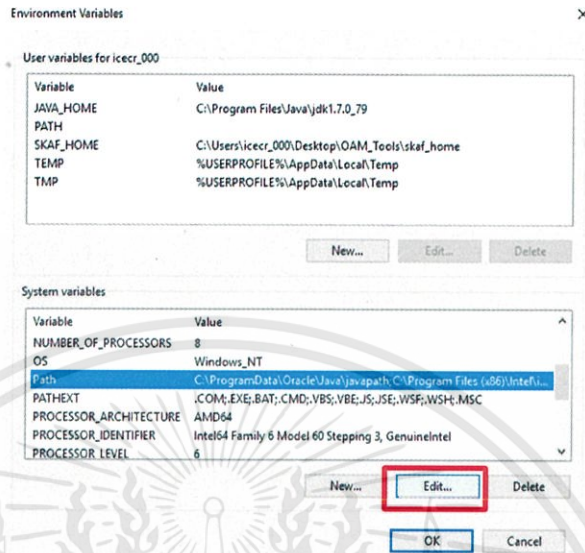 Environment Variables
User variables for icecr_000
Variable Value
JAVA_HOME C:\Program Files\Java\jdk1.7.0_79
PATH
SKAF_HOME C:\Users\icecr_000\Desktop\OAM_Tools\skaf_home
TEMP %USERPROFILE%\AppData\Local\Temp
TMP %USERPROFILE%\AppData\Local\Temp
New... Edit... Delete
System variables
Variable Value
NUMBER_OF_PROCESSORS 8
OS Windows_NT
Path C:\ProgramData\Oracle\Java\javapath;C:\Program Files (x86)\Intel\i...
PATHEXT .COM;.EXE;.BAT;.CMD;.VBS;.VBE;.JS;.JSE;.WSF;.WSH;.MSC
PROCESSOR_ARCHITECTURE AMD64
PROCESSOR_IDENTIFIER Intel64 Family 6 Model 60 Stepping 3, GenuineIntel
PROCESSOR_LEVEL 6
New... Edit... Delete
OK Cancel